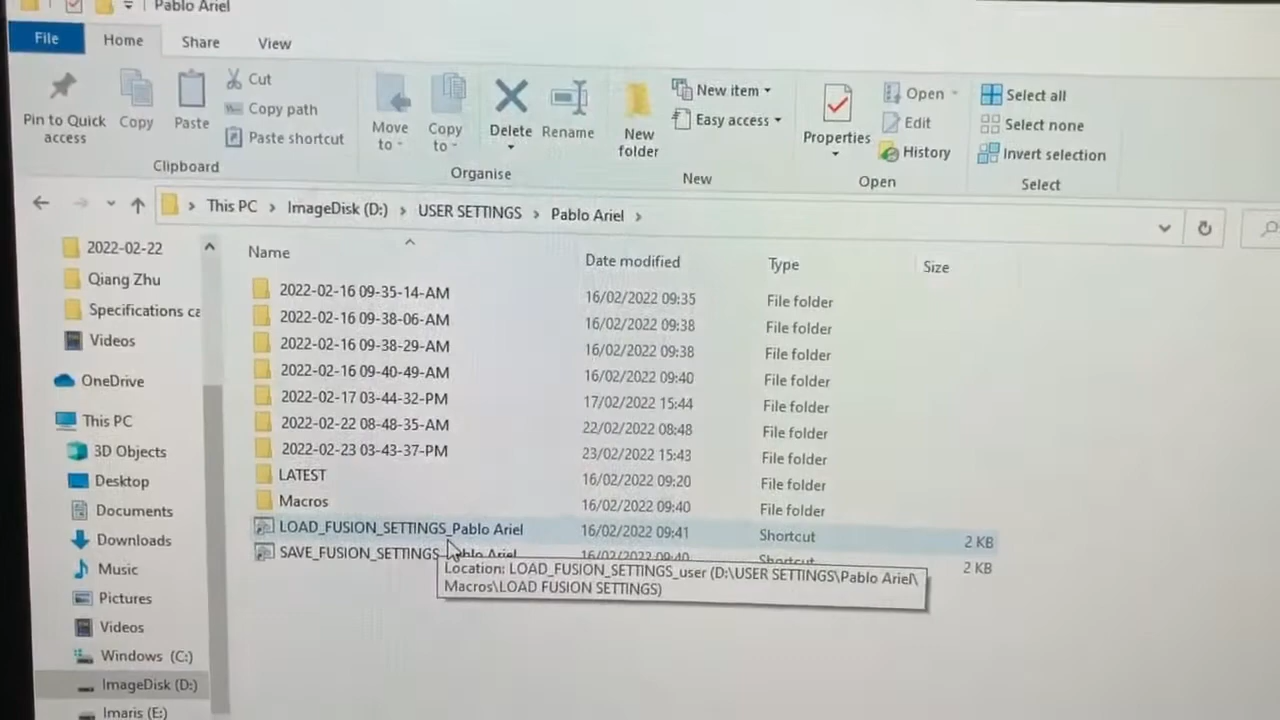 Pablo Ariel
File Home Share View
Pin to Quick access
Copy
Paste
Cut
Copy path
Paste shortcut
Clipboard
Move to
Copy to
Delete
Rename
Organise
New folder
New item
Easy access
New
Properties
Open
Edit
History
Open
Select all
Select none
Invert selection
Select
This PC > ImageDisk (D:) > USER SETTINGS > Pablo Ariel >
2022-02-22
Qiang Zhu
Specifications ca
Videos
OneDrive
This PC
3D Objects
Desktop
Documents
Downloads
Music
Pictures
Videos
Windows (C:)
ImageDisk (D:)
Imaris (E:)
Name Date modified Type Size
2022-02-16 09-35-14-AM 16/02/2022 09:35 File folder
2022-02-16 09-38-06-AM 16/02/2022 09:38 File folder
2022-02-16 09-38-29-AM 16/02/2022 09:38 File folder
2022-02-16 09-40-49-AM 16/02/2022 09:40 File folder
2022-02-17 03-44-32-PM 17/02/2022 15:44 File folder
2022-02-22 08-48-35-AM 22/02/2022 08:48 File folder
2022-02-23 03-43-37-PM 23/02/2022 15:43 File folder
LATEST 16/02/2022 09:20 File folder
Macros 16/02/2022 09:40 File folder
LOAD_FUSION_SETTINGS_Pablo Ariel 16/02/2022 09:41 Shortcut 2 KB
SAVE_FUSION_SETTINGS_Pablo Ariel 16/02/2022 09:40 Shortcut 2 KB
Location: LOAD_FUSION_SETTINGS_user (D:\USER SETTINGS\Pablo Ariel\
Macros\LOAD FUSION SETTINGS)